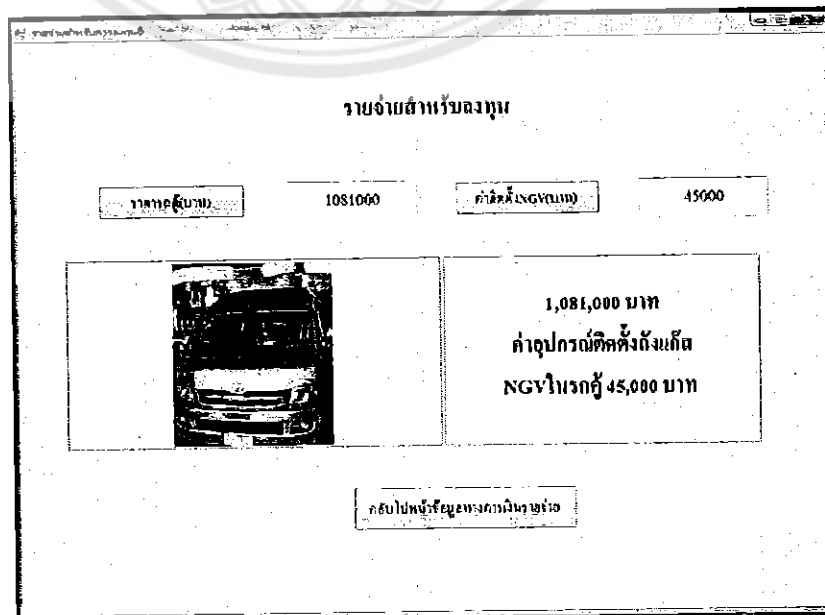 รายจ่ายสำหรับลงทุน
ราคารถตู้(บาท) 1081000 ค่าติดตั้งNGV(บาท) 45000
1,081,000 บาท
ค่าอุปกรณ์ติดตั้งถังแก๊ส
NGVในรถตู้ 45,000 บาท
กลับไปหน้าข้อมูลทางการเงินรายจ่าย